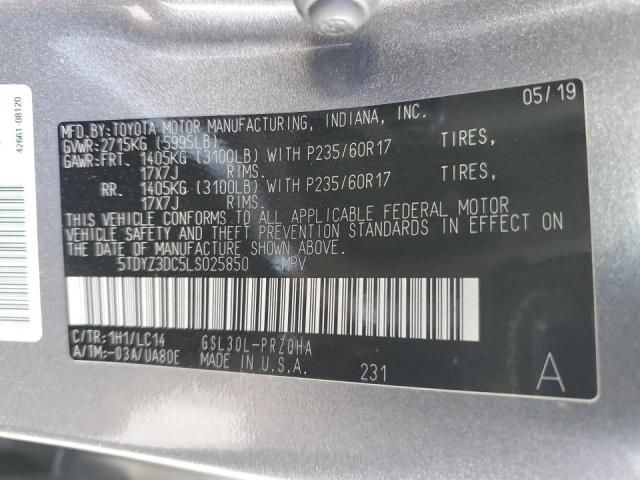 MFD.BY:TOYOTA MOTOR MANUFACTURING, INDIANA, INC. 05/19
GVWR:2715KG (5995LB)
GAWR:FRT. 1405KG (3100LB) WITH P235/60R17 TIRES,
17X7J RIMS.
RR. 1405KG (3100LB) WITH P235/60R17 TIRES,
17X7J RIMS.
THIS VEHICLE CONFORMS TO ALL APPLICABLE FEDERAL MOTOR
VEHICLE SAFETY AND THEFT PREVENTION STANDARDS IN EFFECT ON
THE DATE OF MANUFACTURE SHOWN ABOVE.
5TDYZ3DC5LS025850 MPV
C/TR:1H1/LC14 GSL30L-PRZQHA
A/TM:-03A/UA80E MADE IN U.S.A. 231 A
42661-08120